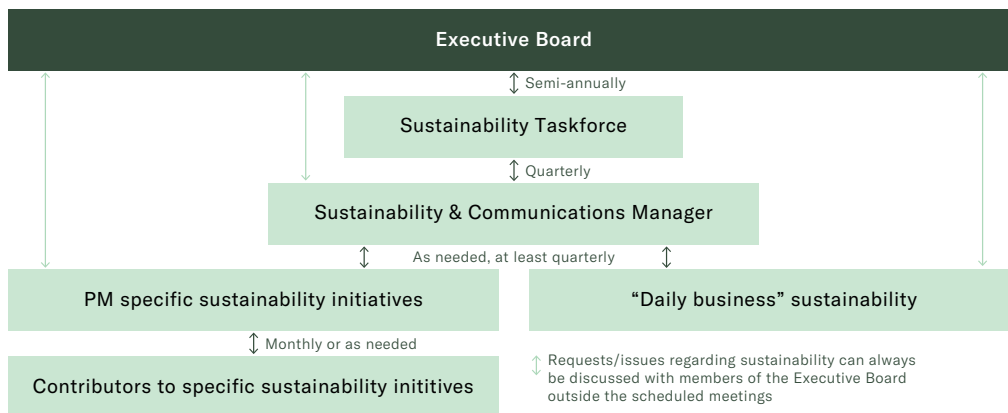 Executive Board
Semi-annually
Sustainability Taskforce
Quarterly
Sustainability & Communications Manager
As needed, at least quarterly
PM specific sustainability initiatives
“Daily business” sustainability
Monthly or as needed
Contributors to specific sustainability inititives
Requests/issues regarding sustainability can always
be discussed with members of the Executive Board
outside the scheduled meetings